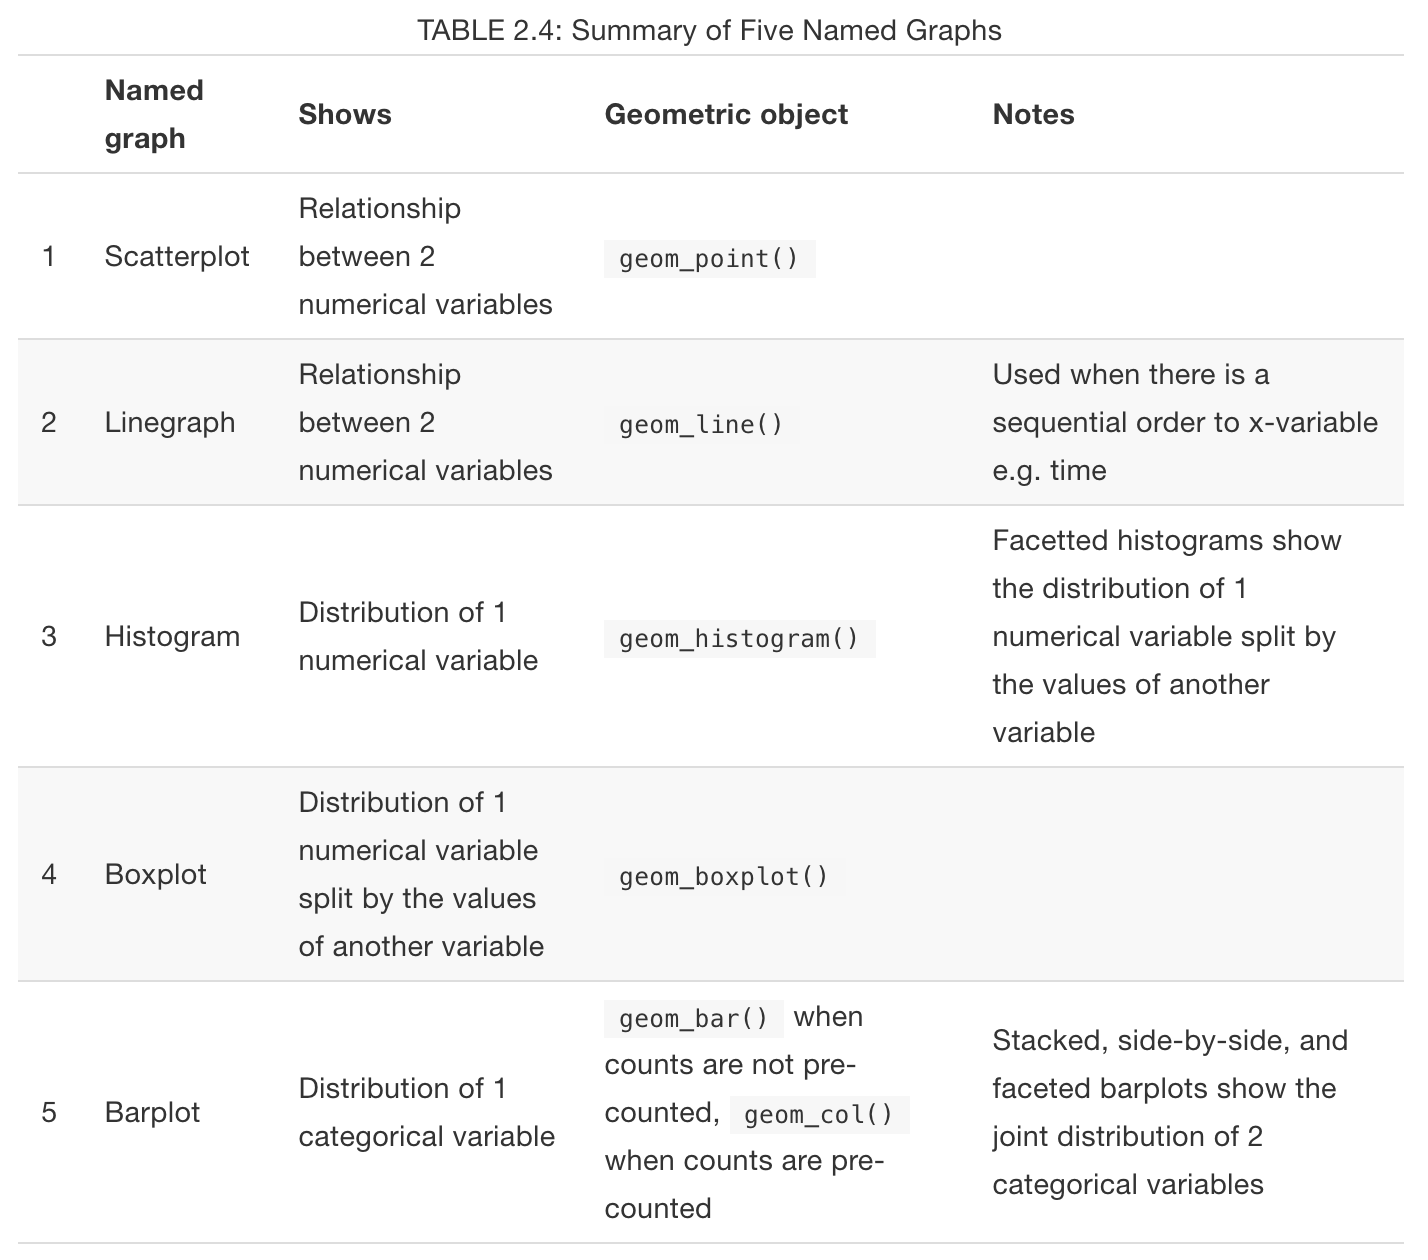 TABLE 2.4: Summary of Five Named Graphs
Named
graph
Shows
Geometric object
Notes
1
Scatterplot
Relationship
between 2
numerical variables
geom_point()
2
Linegraph
Relationship
between 2
numerical variables
geom_line()
Used when there is a
sequential order to x-variable
e.g. time
3
Histogram
Distribution of 1
numerical variable
geom_histogram()
Facetted histograms show
the distribution of 1
numerical variable split by
the values of another
variable
4
Boxplot
Distribution of 1
numerical variable
split by the values
of another variable
geom_boxplot()
5
Barplot
Distribution of 1
categorical variable
geom_bar() when
counts are not pre-
counted, geom_col()
when counts are pre-
counted
Stacked, side-by-side, and
faceted barplots show the
joint distribution of 2
categorical variables